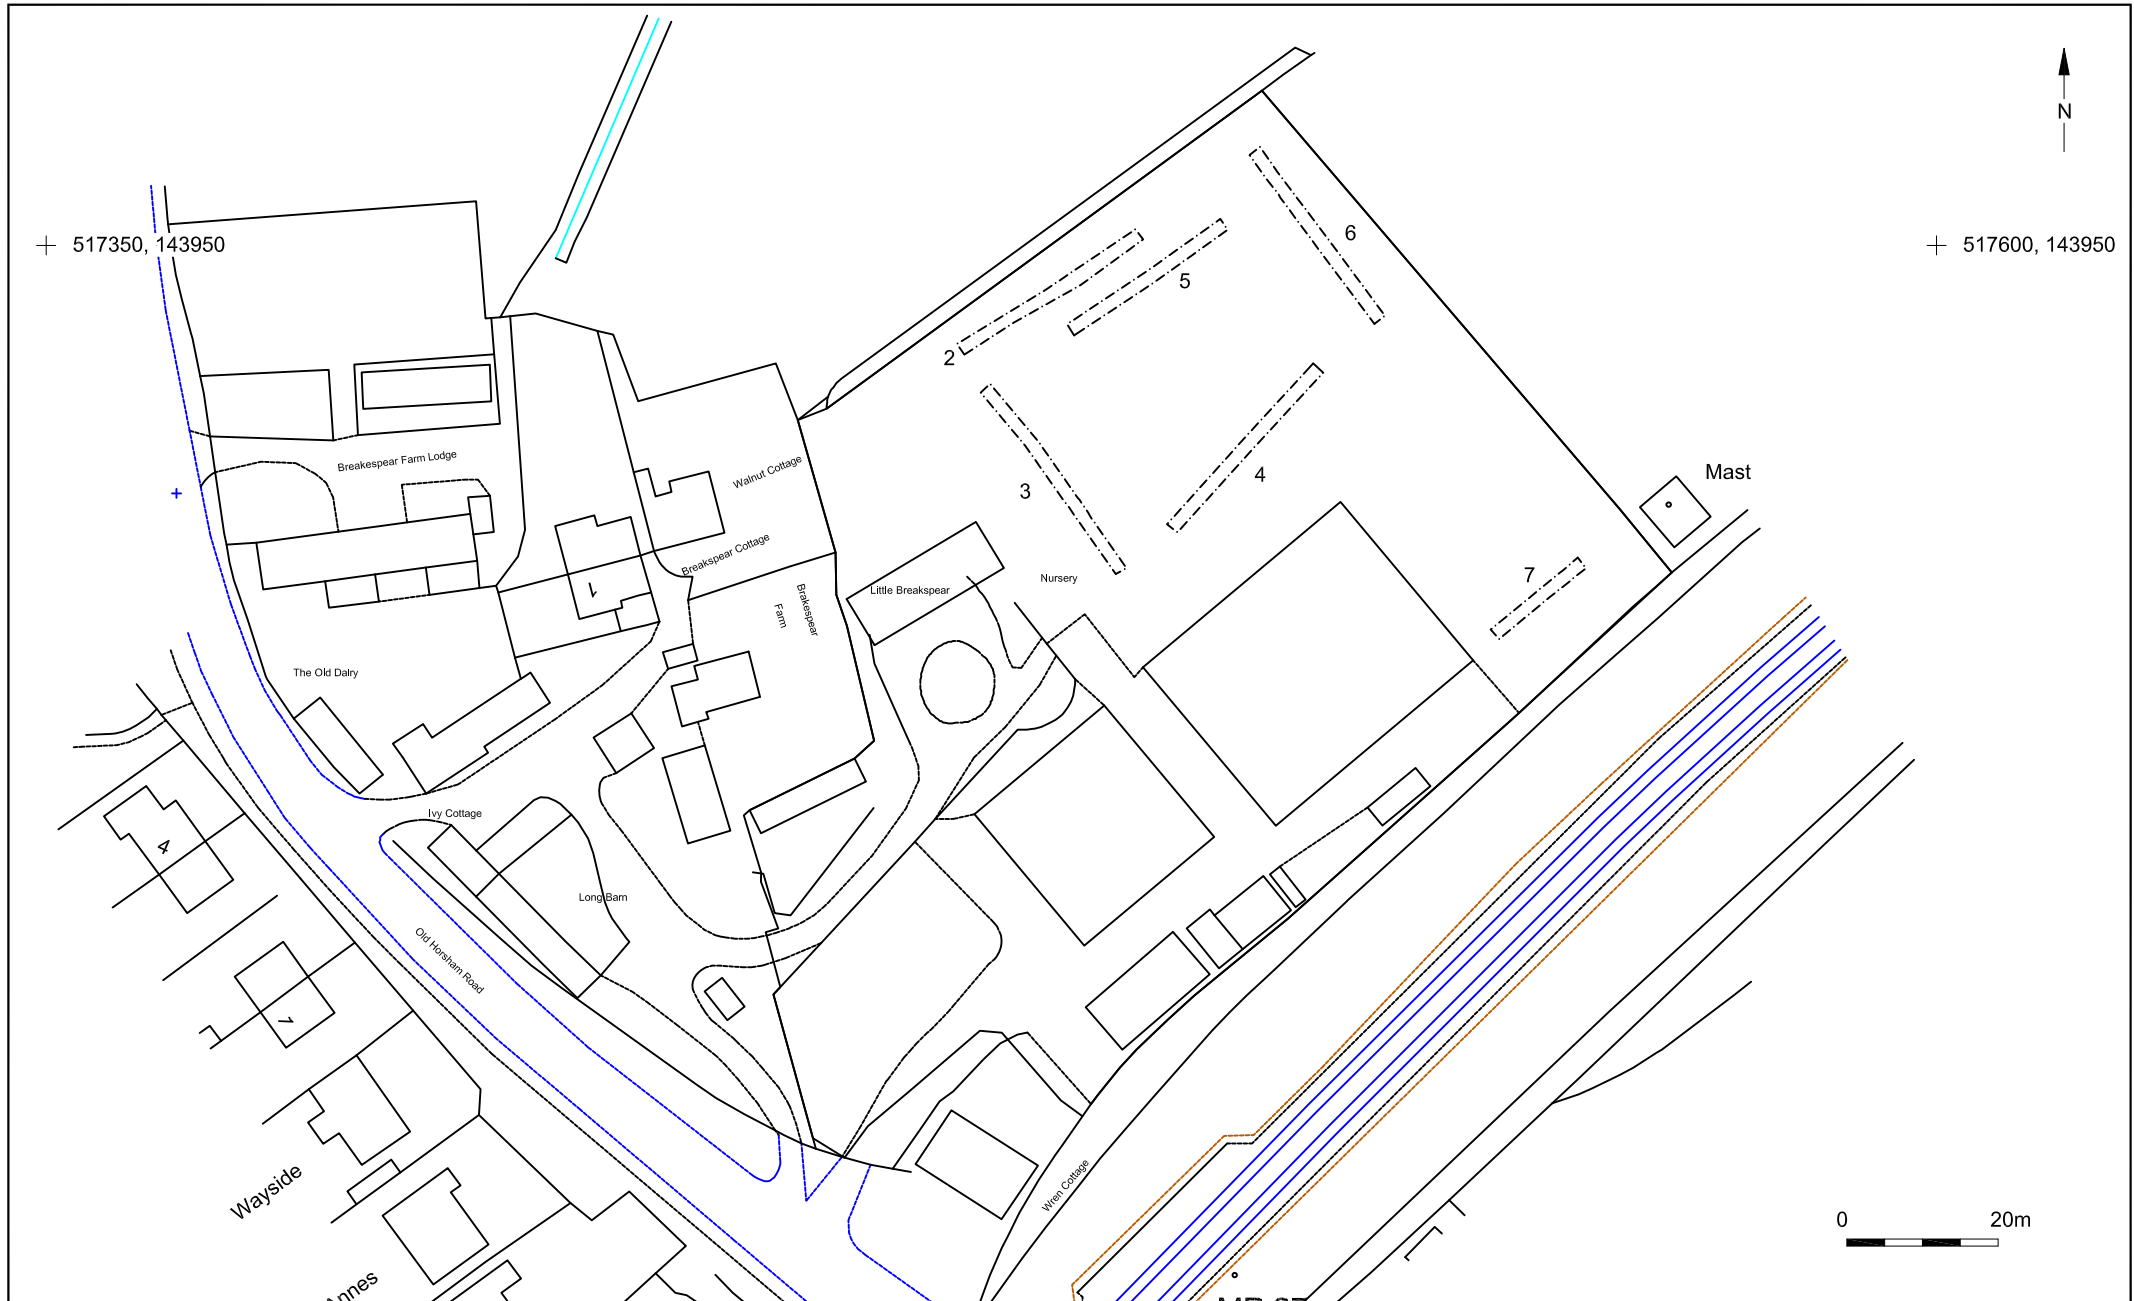 N
517350, 143950
517600, 143950
6
5
2
Breakespear Farm Lodge
Walnut Cottage
Mast
4
3
Breakspear Cottage
Nursery
7
1
Little Breakspear
Brakespear
Farm
The Old Dalry
Ivy Cottage
4
Long Barn
Old Horsham Road
7
Wayside
Wren Cottage
0 20m
Annes